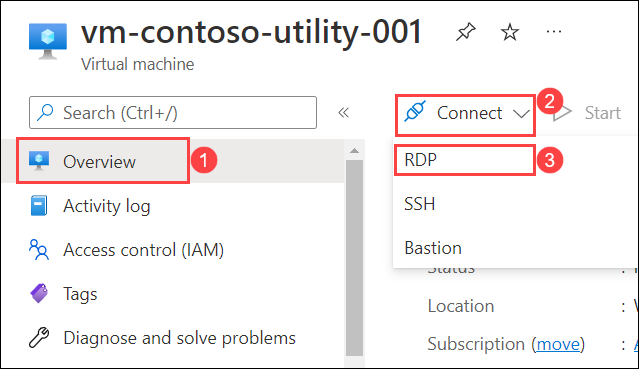 vm-contoso-utility-001
Virtual machine
Search (Ctrl+/)
Overview
1
Activity log
Access control (IAM)
Tags
Diagnose and solve problems
Connect
2
Start
RDP
3
SSH
Bastion
Status :
Location :
Subscription (move) :